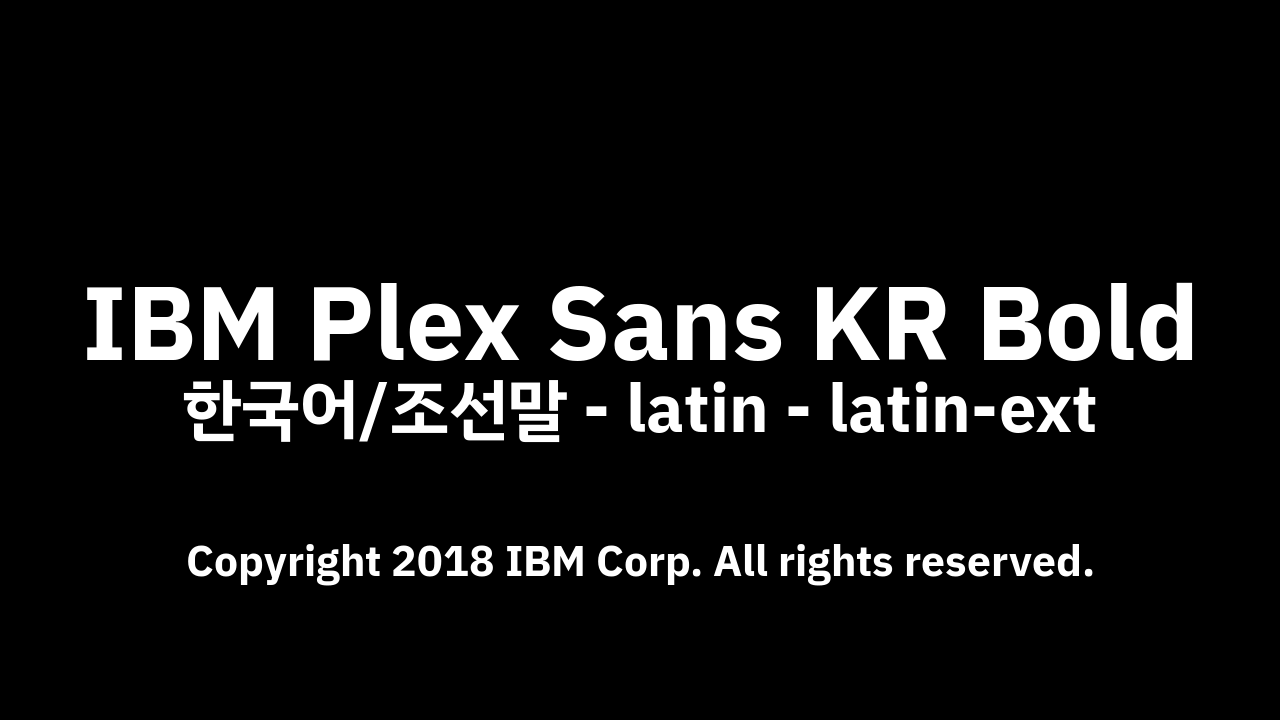 IBM Plex Sans KR Bold
한국어/조선말 - latin - latin-ext
Copyright 2018 IBM Corp. All rights reserved.